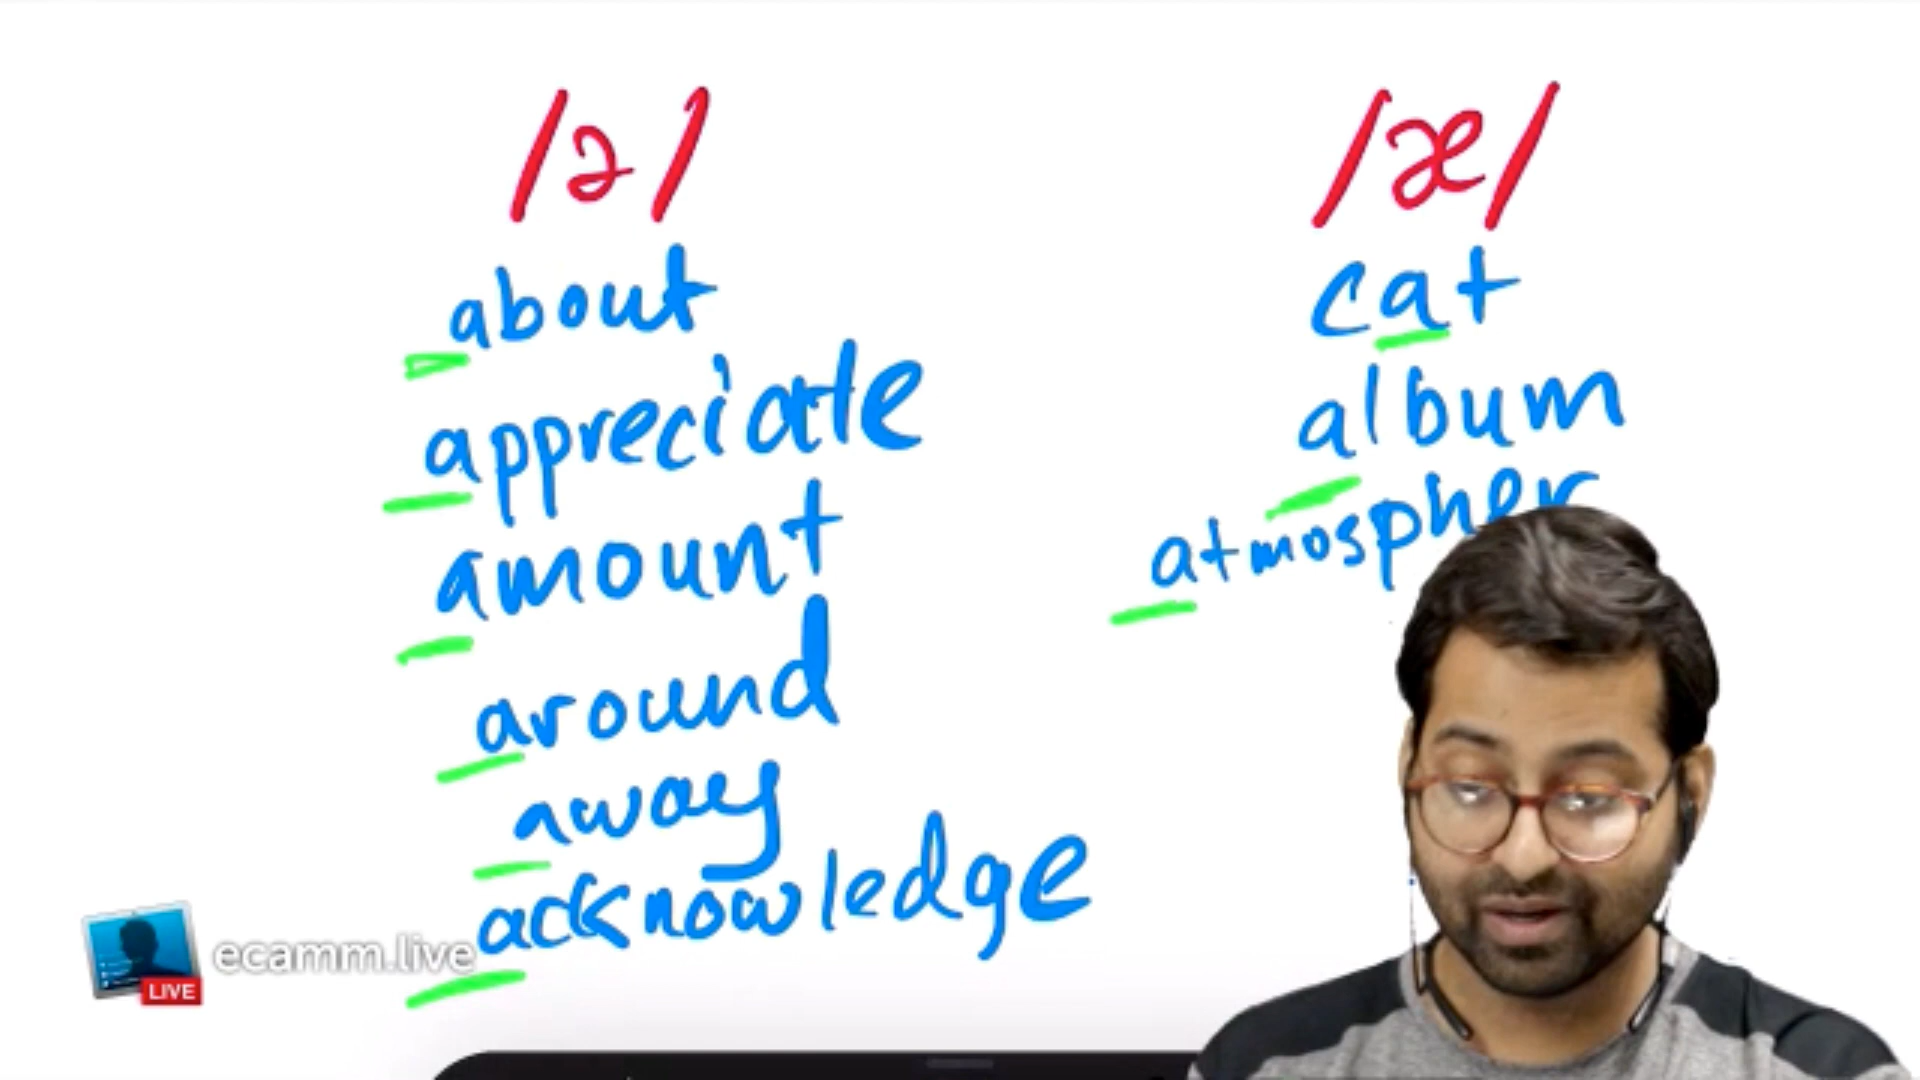 /ə/
about
appreciate
amount
around
away
acknowledge
/æ/
cat
album
atmospher
ecamm.live
LIVE